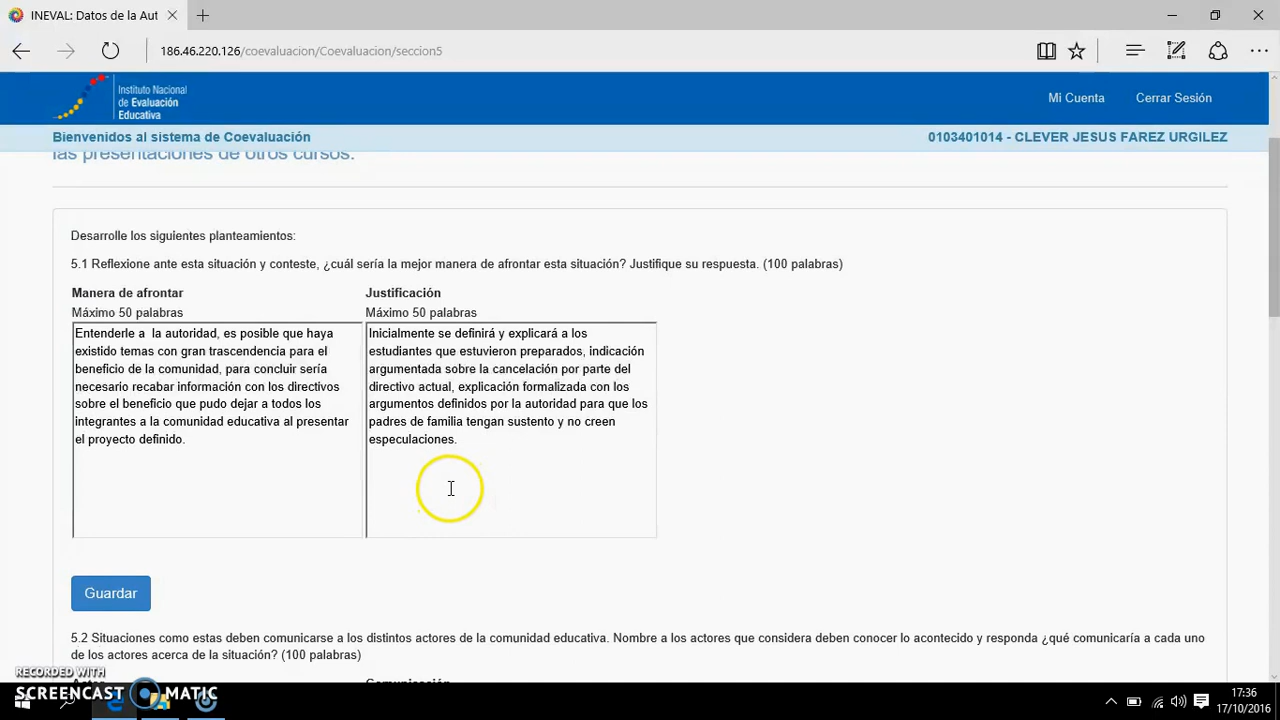 INEVAL: Datos de la Aut
186.46.220.126/coevaluacion/Coevaluacion/seccion5
Instituto Nacional
de Evaluación
Educativa
Mi Cuenta
Cerrar Sesión
Bienvenidos al sistema de Coevaluación
0103401014 - CLEVER JESUS FAREZ URGILEZ
las presentaciones de otros cursos.
Desarrolle los siguientes planteamientos:
5.1 Reflexione ante esta situación y conteste, ¿cuál sería la mejor manera de afrontar esta situación? Justifique su respuesta. (100 palabras)
Manera de afrontar
Máximo 50 palabras
Entenderle a  la autoridad, es posible que haya
existido temas con gran trascendencia para el
beneficio de la comunidad, para concluir sería
necesario recabar información con los directivos
sobre el beneficio que pudo dejar a todos los
integrantes a la comunidad educativa al presentar
el proyecto definido.
Justificación
Máximo 50 palabras
Inicialmente se definirá y explicará a los
estudiantes que estuvieron preparados, indicación
argumentada sobre la cancelación por parte del
directivo actual, explicación formalizada con los
argumentos definidos por la autoridad para que los
padres de familia tengan sustento y no creen
especulaciones.
Guardar
5.2 Situaciones como estas deben comunicarse a los distintos actores de la comunidad educativa. Nombre a los actores que considera deben conocer lo acontecido y responda ¿qué comunicaría a cada uno
de los actores acerca de la situación? (100 palabras)
Comunicación
RECORDED WITH
SCREENCAST MATIC
17:36
17/10/2016